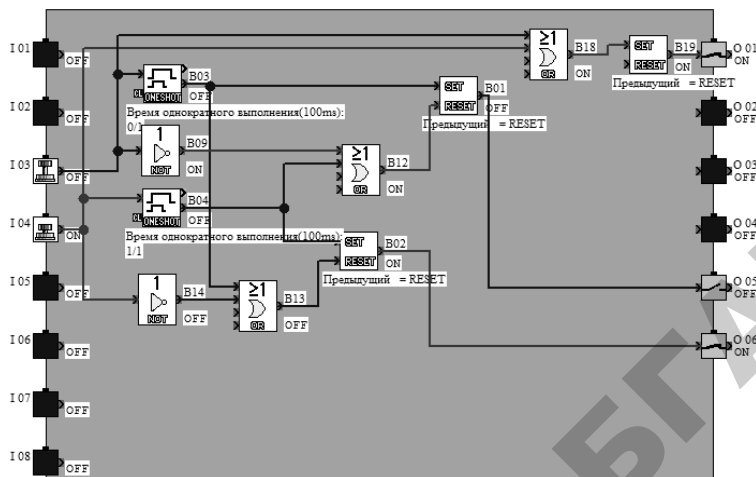 I 01
OFF
I 02
OFF
I 03
OFF
I 04
ON
I 05
OFF
I 06
OFF
I 07
OFF
I 08
OFF
B03
OFF
ONESHOT
Время однократного выполнения(100ms):
0/1
1
B09
NOT
ON
B04
OFF
ONESHOT
Время однократного выполнения(100ms):
1/1
1
B14
NOT
OFF
≥1
B13
OR
OFF
≥1
B12
OR
ON
SET
RESET
B02
ON
Предыдущий = RESET
SET
RESET
B01
OFF
Предыдущий = RESET
≥1
B18
OR
ON
SET
RESET
B19
ON
Предыдущий = RESET
O 01
ON
O 02
OFF
O 03
OFF
O 04
OFF
O 05
OFF
O 06
ON
БГА